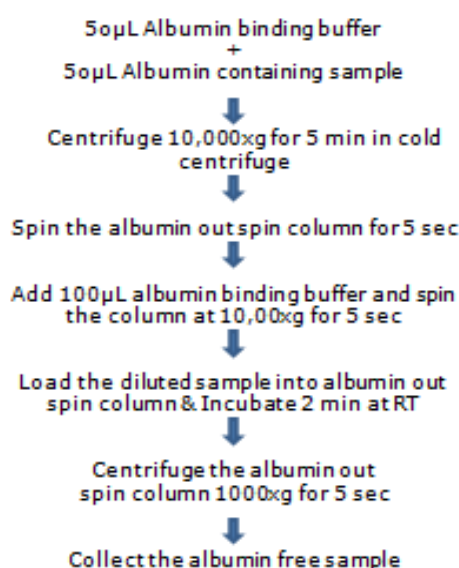 50µL Albumin binding buffer
+
50µL Albumin containing sample
Centrifuge 10,000xg for 5 min in cold
centrifuge
Spin the albumin out spin column for 5 sec
Add 100µL albumin binding buffer and spin
the column at 10,00xg for 5 sec
Load the diluted sample into albumin out
spin column & Incubate 2 min at RT
Centrifuge the albumin out
spin column 1000xg for 5 sec
Collect the albumin free sample